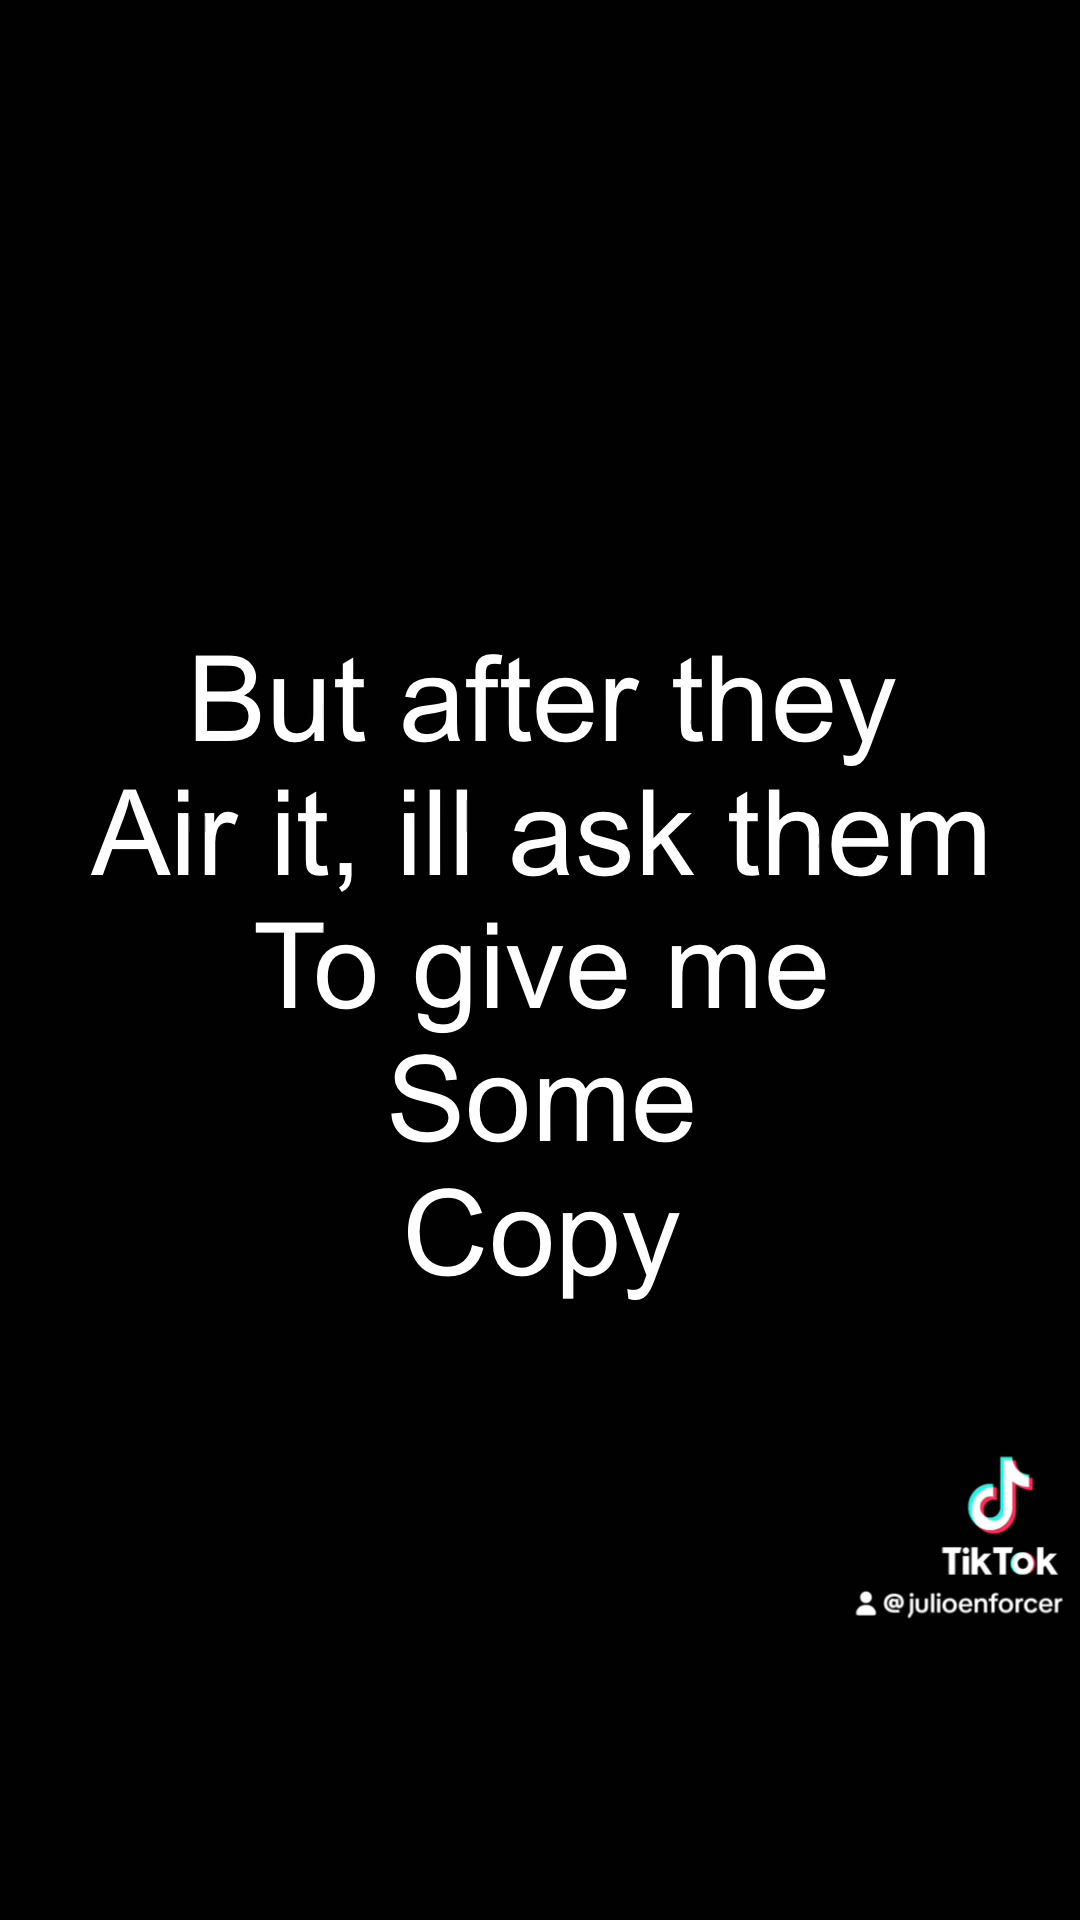 But after they
Air it, ill ask them
To give me
Some
Copy
TikTok
@julioenforcer